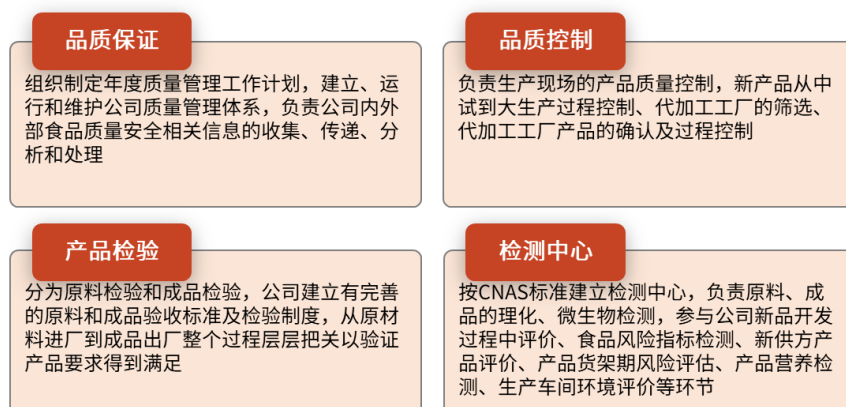 品质保证
组织制定年度质量管理工作计划，建立、运
行和维护公司质量管理体系，负责公司内外
部食品质量安全相关信息的收集、传递、分
析和处理
品质控制
负责生产现场的产品质量控制，新产品从中
试到大生产过程控制、代加工工厂的筛选、
代加工工厂产品的确认及过程控制
产品检验
分为原料检验和成品检验，公司建立有完善
的原料和成品验收标准及检验制度，从原材
料进厂到成品出厂整个过程层层把关以验证
产品要求得到满足
检测中心
按CNAS标准建立检测中心，负责原料、成
品的理化、微生物检测，参与公司新品开发
过程中评价、食品风险指标检测、新供方产
品评价、产品货架期风险评估、产品营养检
测、生产车间环境评价等环节